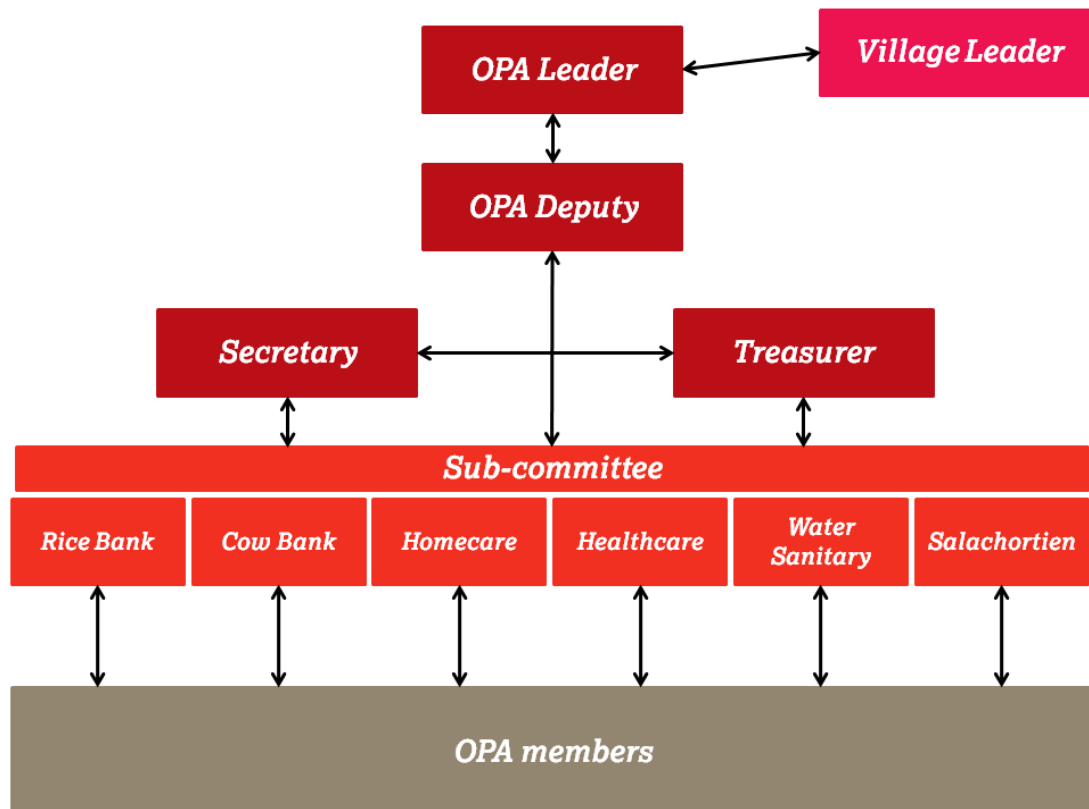 OPA Leader
Village Leader
OPA Deputy
Secretary
Treasurer
Sub-committee
Rice Bank
Cow Bank
Homecare
Healthcare
Water
Sanitary
Salachortien
OPA members